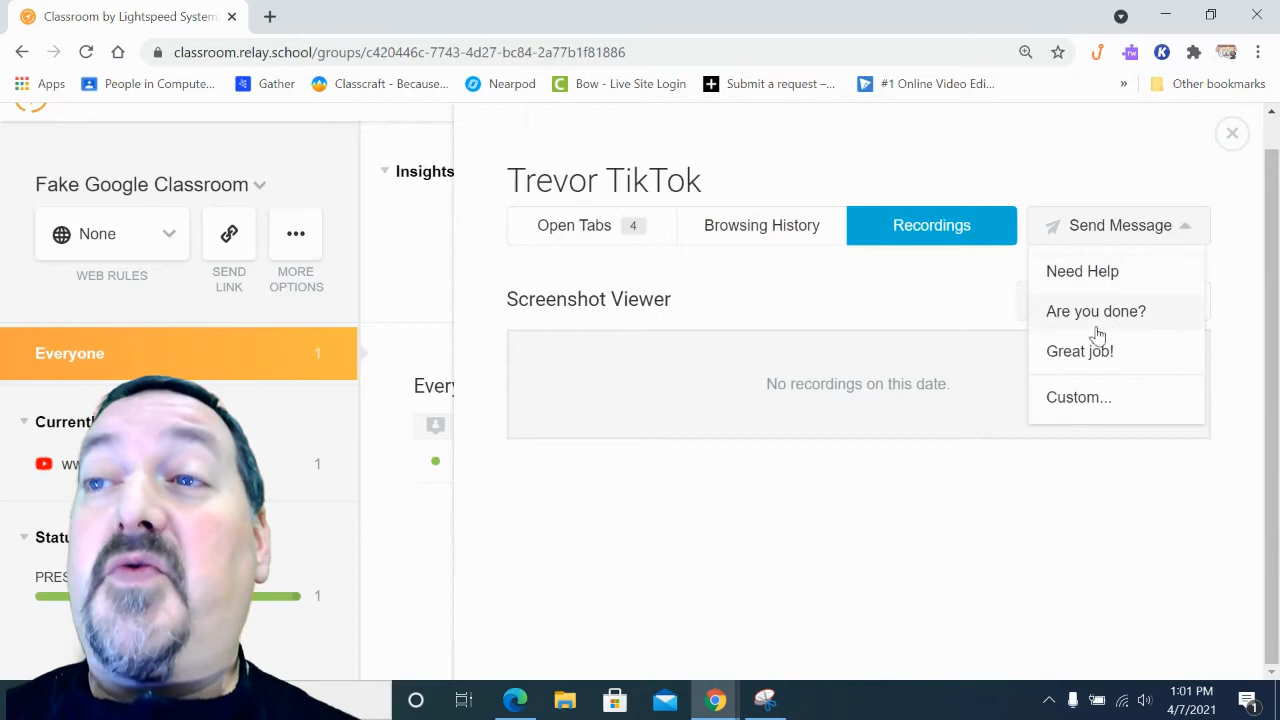 Classroom by Lightspeed System
classroom.relay.school/groups/c420446c-7743-4d27-bc84-2a77b1f81886
Apps People in Compute... Gather Classcraft - Becaus... Nearpod Bow - Live Site Login Submit a request –... #1 Online Video Edi... » Other bookmarks
Fake Google Classroom
None
WEB RULES
SEND LINK
MORE OPTIONS
Everyone 1
Current
ww 1
Statu
PRES
1
Insights
Every
Trevor TikTok
Open Tabs 4 Browsing History Recordings Send Message
Need Help
Are you done?
Great job!
Custom...
Screenshot Viewer
No recordings on this date.
1:01 PM
4/7/2021
1